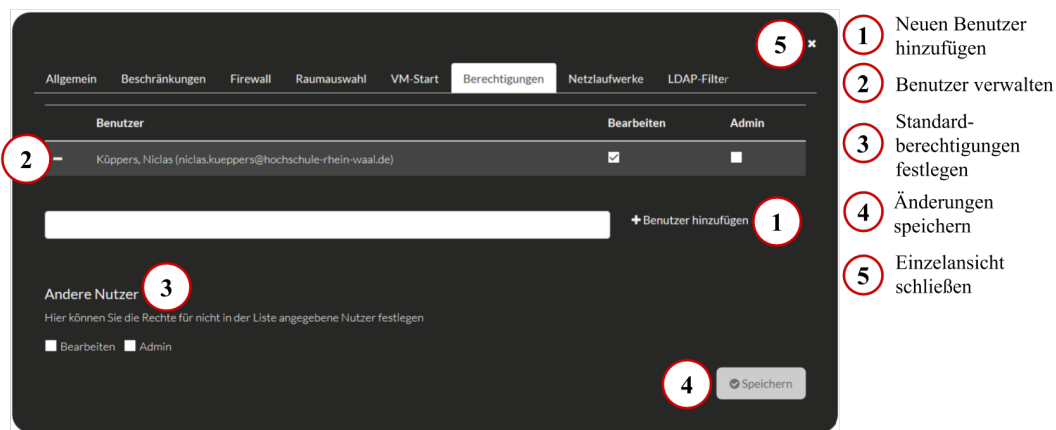 5 ×
Allgemein Beschränkungen Firewall Raumauswahl VM-Start Berechtigungen Netzlaufwerke LDAP-Filter
Benutzer Bearbeiten Admin
2 Küppers, Niclas (niclas.kueppers@hochschule-rhein-waal.de)
Benutzer hinzufügen 1
Andere Nutzer 3
Hier können Sie die Rechte für nicht in der Liste angegebene Nutzer festlegen
Bearbeiten Admin
4 Speichern
1 Neuen Benutzer
hinzufügen
2 Benutzer verwalten
3 Standard-
berechtigungen
festlegen
4 Änderungen
speichern
5 Einzelansicht
schließen